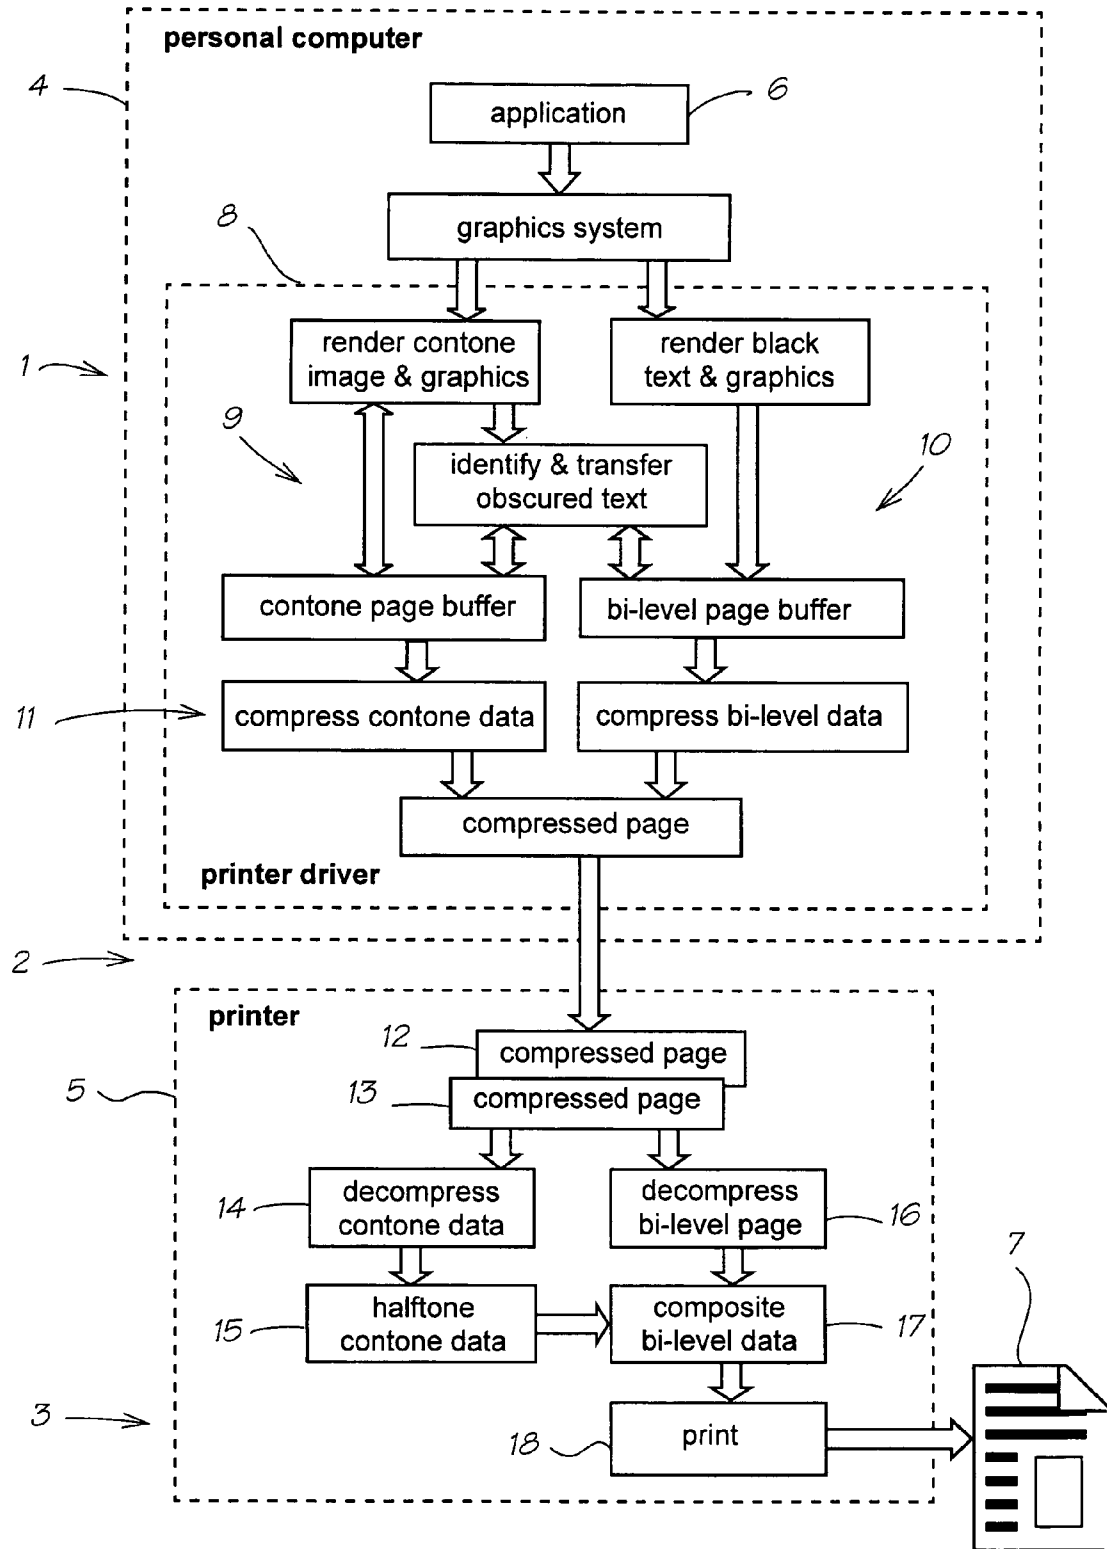 personal computer
4
application
6
graphics system
8
render contone
image & graphics
render black
text & graphics
1
9
identify & transfer
obscured text
10
contone page buffer
bi-level page buffer
11
compress contone data
compress bi-level data
compressed page
printer driver
2
printer
12
compressed page
5
13
compressed page
14
decompress
contone data
decompress
bi-level page
16
7
15
halftone
contone data
composite
bi-level data
17
3
18
print